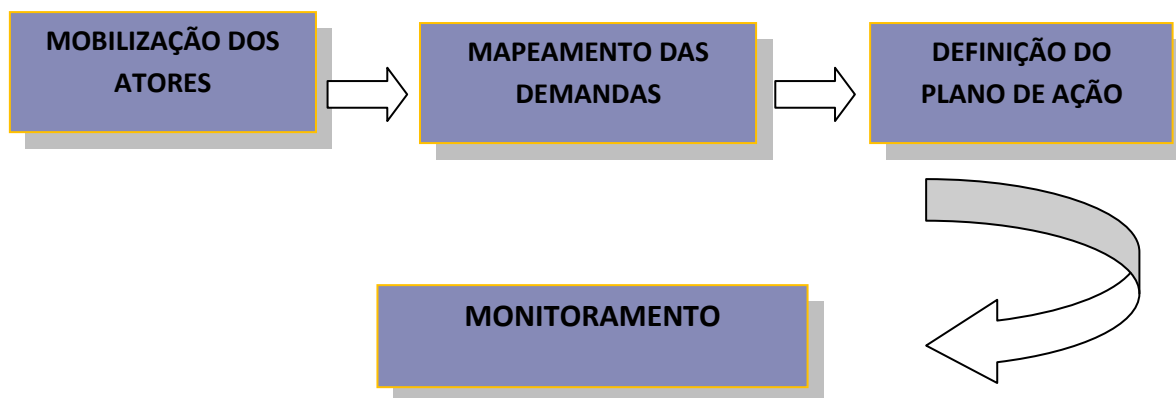 MOBILIZAÇÃO DOS
ATORES
MAPEAMENTO DAS
DEMANDAS
DEFINIÇÃO DO
PLANO DE AÇÃO
MONITORAMENTO